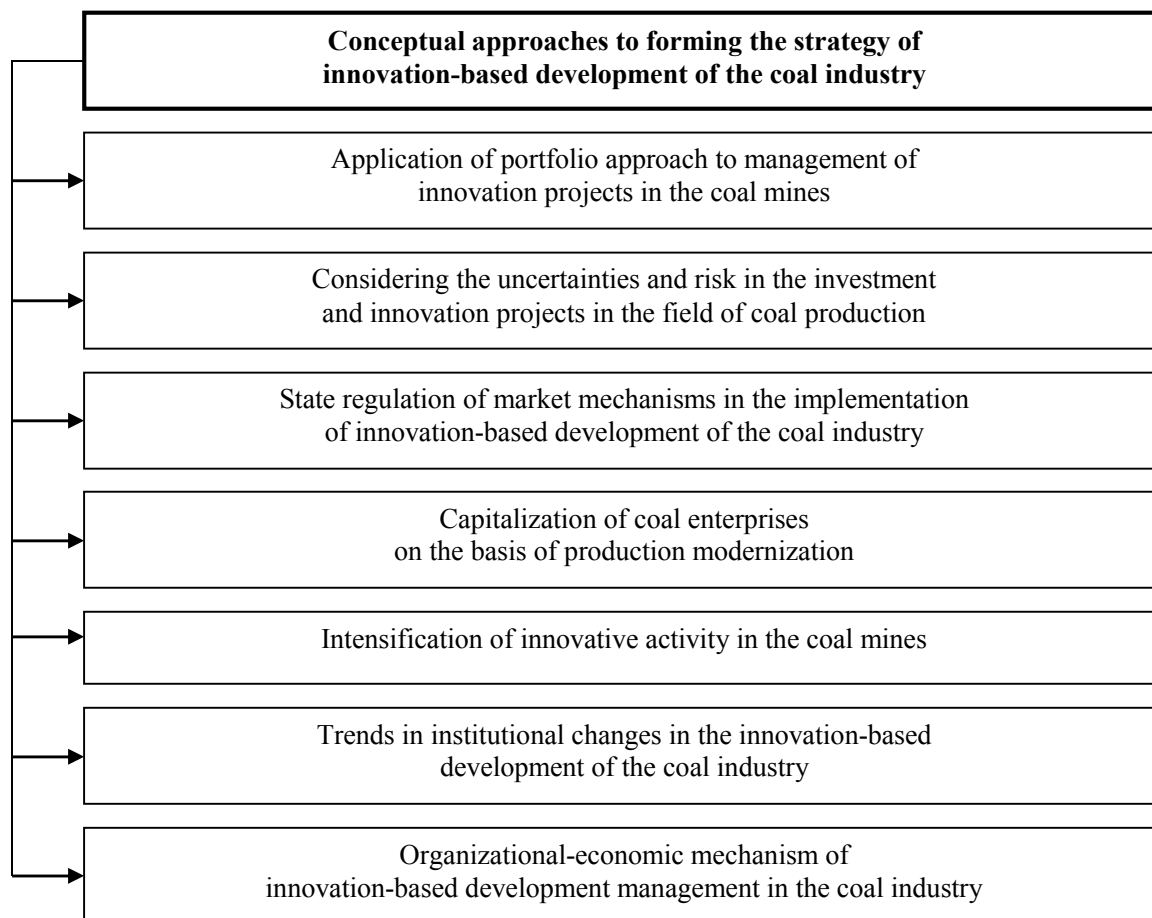 Conceptual approaches to forming the strategy of
innovation-based development of the coal industry
Application of portfolio approach to management of
innovation projects in the coal mines
Considering the uncertainties and risk in the investment
and innovation projects in the field of coal production
State regulation of market mechanisms in the implementation
of innovation-based development of the coal industry
Capitalization of coal enterprises
on the basis of production modernization
Intensification of innovative activity in the coal mines
Trends in institutional changes in the innovation-based
development of the coal industry
Organizational-economic mechanism of
innovation-based development management in the coal industry